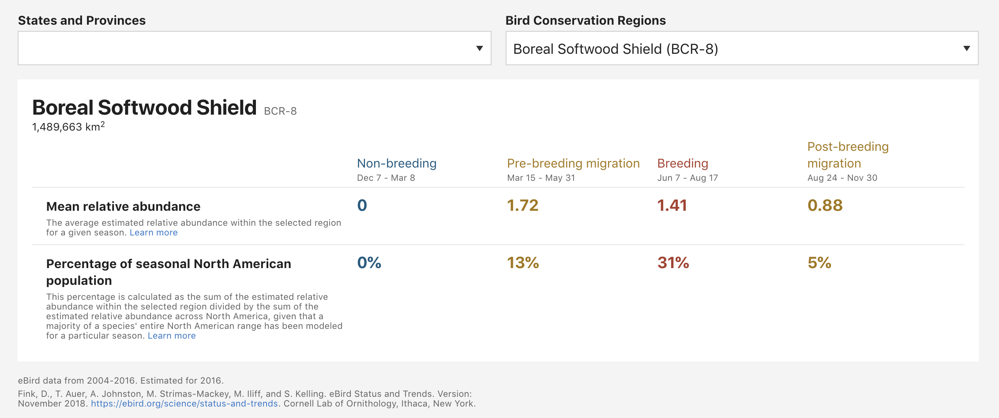 States and Provinces
Bird Conservation Regions
Boreal Softwood Shield (BCR-8)
Boreal Softwood Shield BCR-8
1,489,663 km²
Non-breeding
Dec 7 - Mar 8
Pre-breeding migration
Mar 15 - May 31
Breeding
Jun 7 - Aug 17
Post-breeding
migration
Aug 24 - Nov 30
Mean relative abundance
The average estimated relative abundance within the selected region
for a given season. Learn more
0
1.72
1.41
0.88
Percentage of seasonal North American
population
This percentage is calculated as the sum of the estimated relative
abundance within the selected region divided by the sum of the
estimated relative abundance across North America, given that a
majority of a species' entire North American range has been modeled
for a particular season. Learn more
0%
13%
31%
5%
eBird data from 2004-2016. Estimated for 2016.
Fink, D., T. Auer, A. Johnston, M. Strimas-Mackey, M. Iliff, and S. Kelling. eBird Status and Trends. Version:
November 2018. https://ebird.org/science/status-and-trends. Cornell Lab of Ornithology, Ithaca, New York.